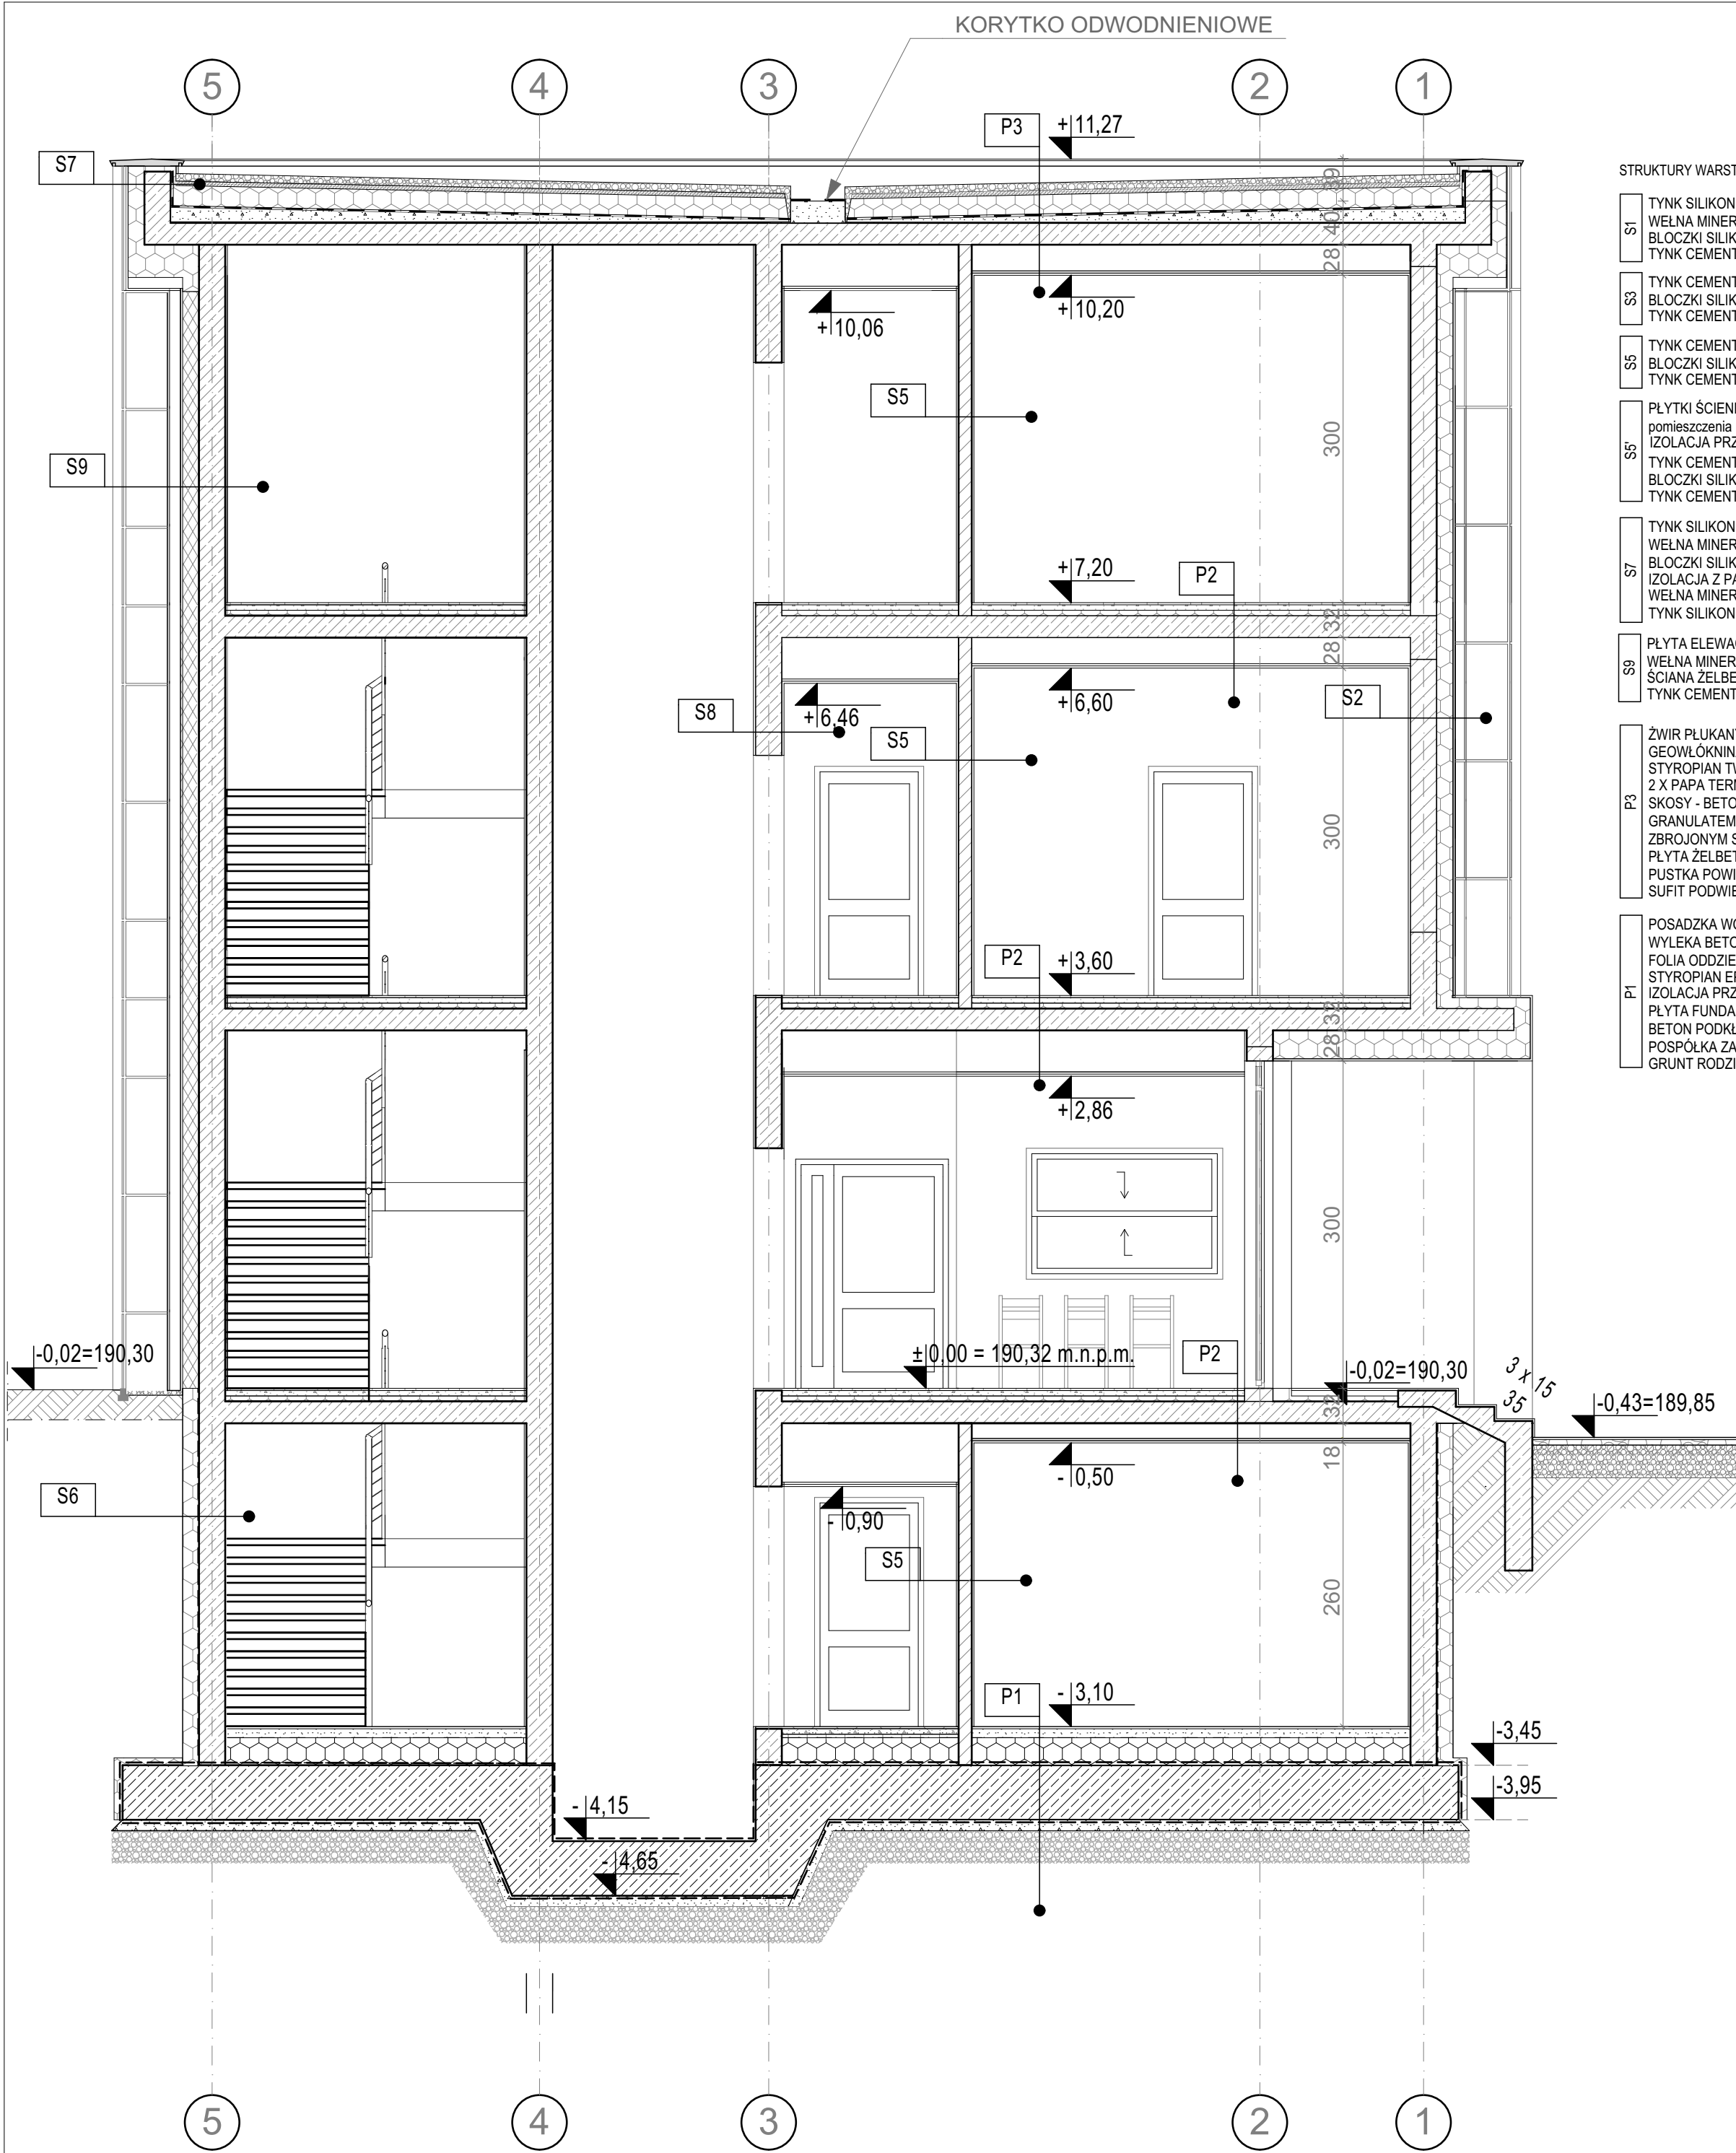 KORYTKO ODWODNIENIOWE
5
4
3
2
1
P3
+11,27
S7
39
40
28
+10,20
+10,06
S5
300
S9
+7,20
P2
32
28
+6,60
S2
S8
+6,46
S5
300
P2
+3,60
32
28
+2,86
300
-0,02=190,30
±0,00 = 190,32 m.n.p.m.
P2
-0,02=190,30
3 x 15
35
-0,43=189,85
32
18
- 0,50
S6
- 0,90
S5
260
P1
- 3,10
-3,45
-3,95
- 4,15
- 4,65
5
4
3
2
1
STRUKTURY WARST
S1
TYNK SILIKON
WEŁNA MINER
BLOCZKI SILIK
TYNK CEMENT
S3
TYNK CEMENT
BLOCZKI SILIK
TYNK CEMENT
S5
TYNK CEMENT
BLOCZKI SILIK
TYNK CEMENT
S5'
PŁYTKI ŚCIEN
pomieszczenia
IZOLACJA PRZ
TYNK CEMENT
BLOCZKI SILIK
TYNK CEMENT
S7
TYNK SILIKON
WEŁNA MINER
BLOCZKI SILIK
IZOLACJA Z PA
WEŁNA MINER
TYNK SILIKON
S9
PŁYTA ELEWAC
WEŁNA MINER
ŚCIANA ŻELBE
TYNK CEMENT
P3
ŻWIR PŁUKAN
GEOWŁÓKNIN
STYROPIAN TW
2 X PAPA TERM
SKOSY - BETO
GRANULATEM
ZBROJONYM S
PŁYTA ŻELBET
PUSTKA POWI
SUFIT PODWIE
P1
POSADZKA WG
WYLEKA BETO
FOLIA ODDZIE
STYROPIAN EP
IZOLACJA PRZ
PŁYTA FUNDA
BETON PODKŁ
POSPÓŁKA ZA
GRUNT RODZI